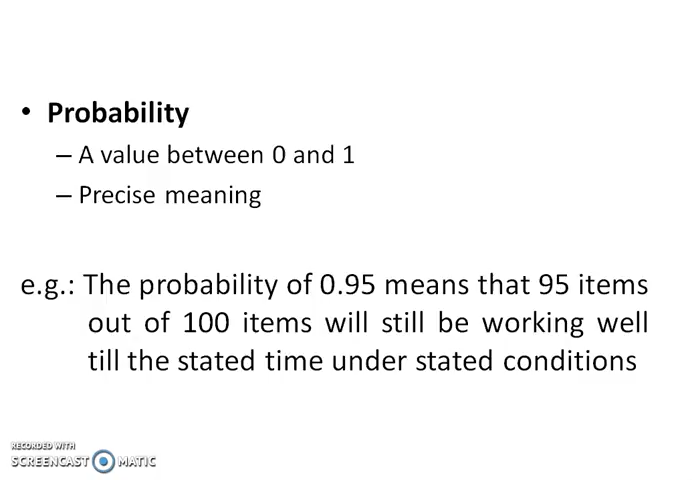 • Probability
– A value between 0 and 1
– Precise meaning
e.g.: The probability of 0.95 means that 95 items
out of 100 items will still be working well
till the stated time under stated conditions
RECORDED WITH
SCREENCAST MATIC